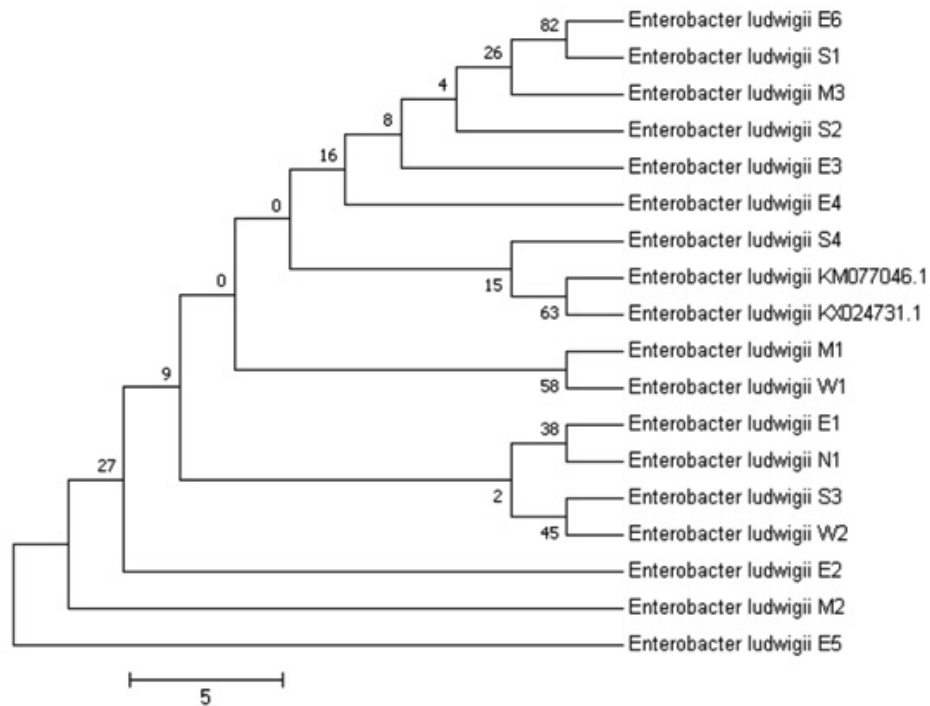 82
Enterobacter ludwigii E6
26
Enterobacter ludwigii S1
4
Enterobacter ludwigii M3
8
Enterobacter ludwigii S2
16
Enterobacter ludwigii E3
0
Enterobacter ludwigii E4
Enterobacter ludwigii S4
0
15
Enterobacter ludwigii KM077046.1
63
Enterobacter ludwigii KX024731.1
Enterobacter ludwigii M1
9
58
Enterobacter ludwigii W1
38
Enterobacter ludwigii E1
27
Enterobacter ludwigii N1
2
Enterobacter ludwigii S3
45
Enterobacter ludwigii W2
Enterobacter ludwigii E2
Enterobacter ludwigii M2
Enterobacter ludwigii E5
5